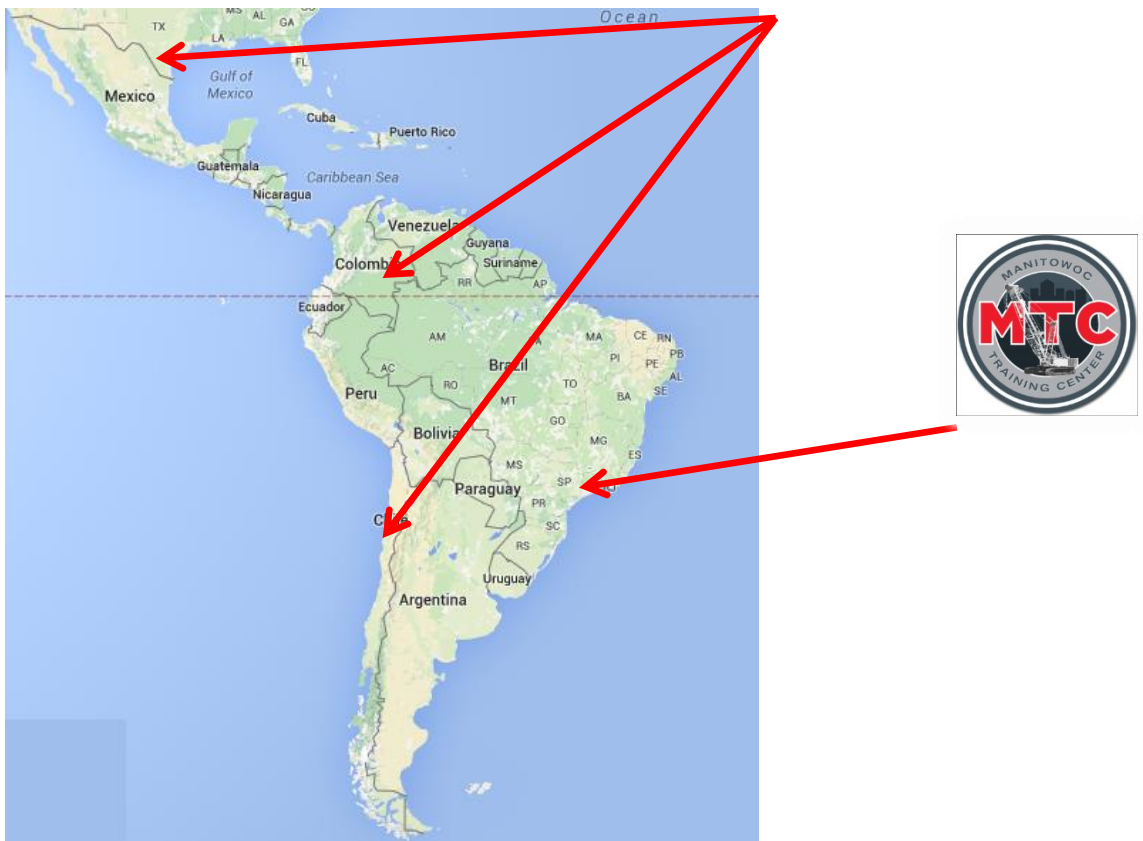 MS
AL
GA
TX
LA
FL
Ocean
Gulf of
Mexico
Mexico
Cuba
Puerto Rico
Guatemala
Caribbean Sea
Nicaragua
Venezuela
Guyana
Suriname
Colombia
RR
AP
Ecuador
AM
MA
CE
RN
PB
PI
PE
AL
SE
Brazil
AC
RO
TO
BA
MT
Peru
GO
Bolivia
MG
ES
MS
SP
Paraguay
PR
SC
RS
Uruguay
Argentina
MANITOWOC
MTC
TRAINING CENTER